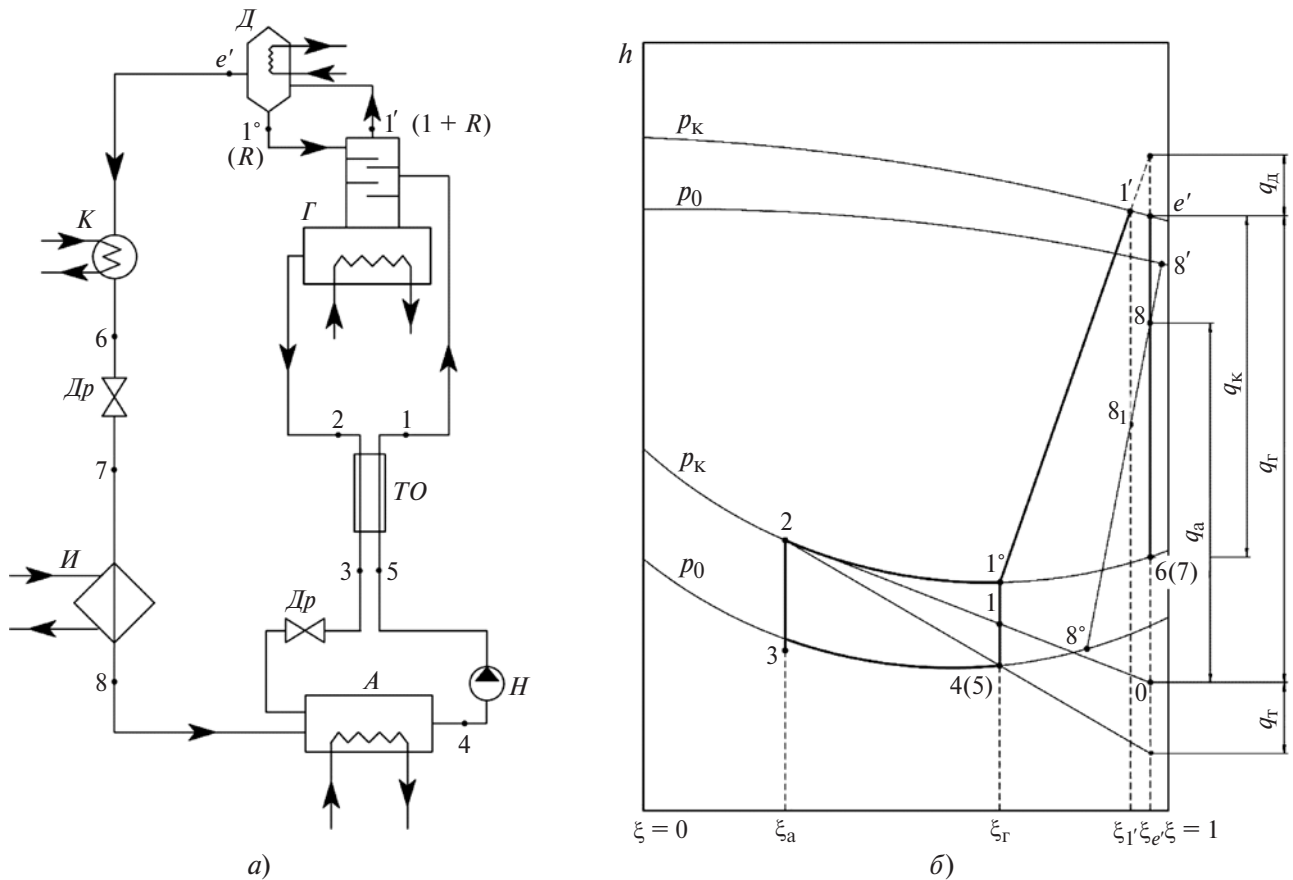 Д
e′
1°
(R)
1′ (1 + R)
К
Г
6
Др
2
1
7
ТО
И
3
5
Др
8
А
Н
4
а)
h
pк
p0
1′
e′
8′
8
8₁
qд
qк
qг
qа
pк
2
1°
p0
1
6(7)
8°
3
4(5)
0
qт
ξ = 0
ξа
ξг
ξ1′
ξe′
ξ = 1
б)